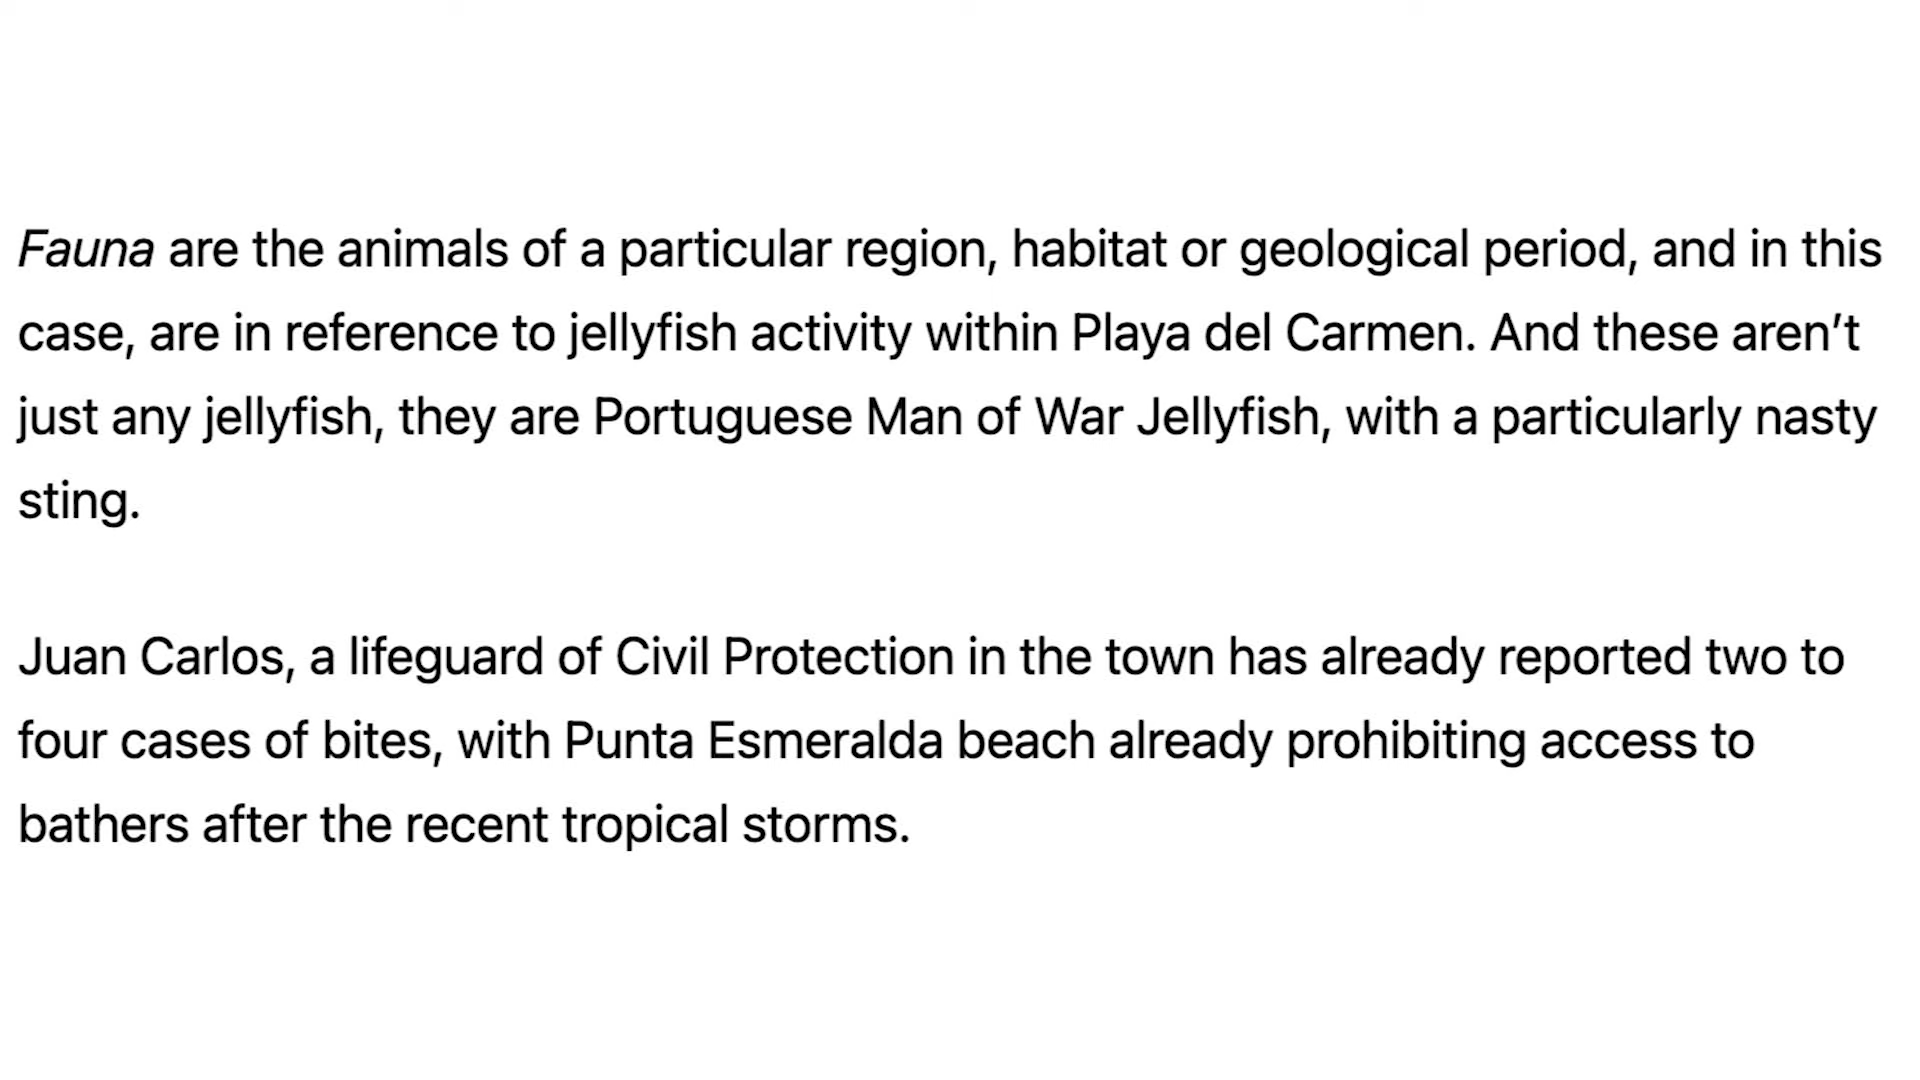 Fauna are the animals of a particular region, habitat or geological period, and in this
case, are in reference to jellyfish activity within Playa del Carmen. And these aren’t
just any jellyfish, they are Portuguese Man of War Jellyfish, with a particularly nasty
sting.
Juan Carlos, a lifeguard of Civil Protection in the town has already reported two to
four cases of bites, with Punta Esmeralda beach already prohibiting access to
bathers after the recent tropical storms.